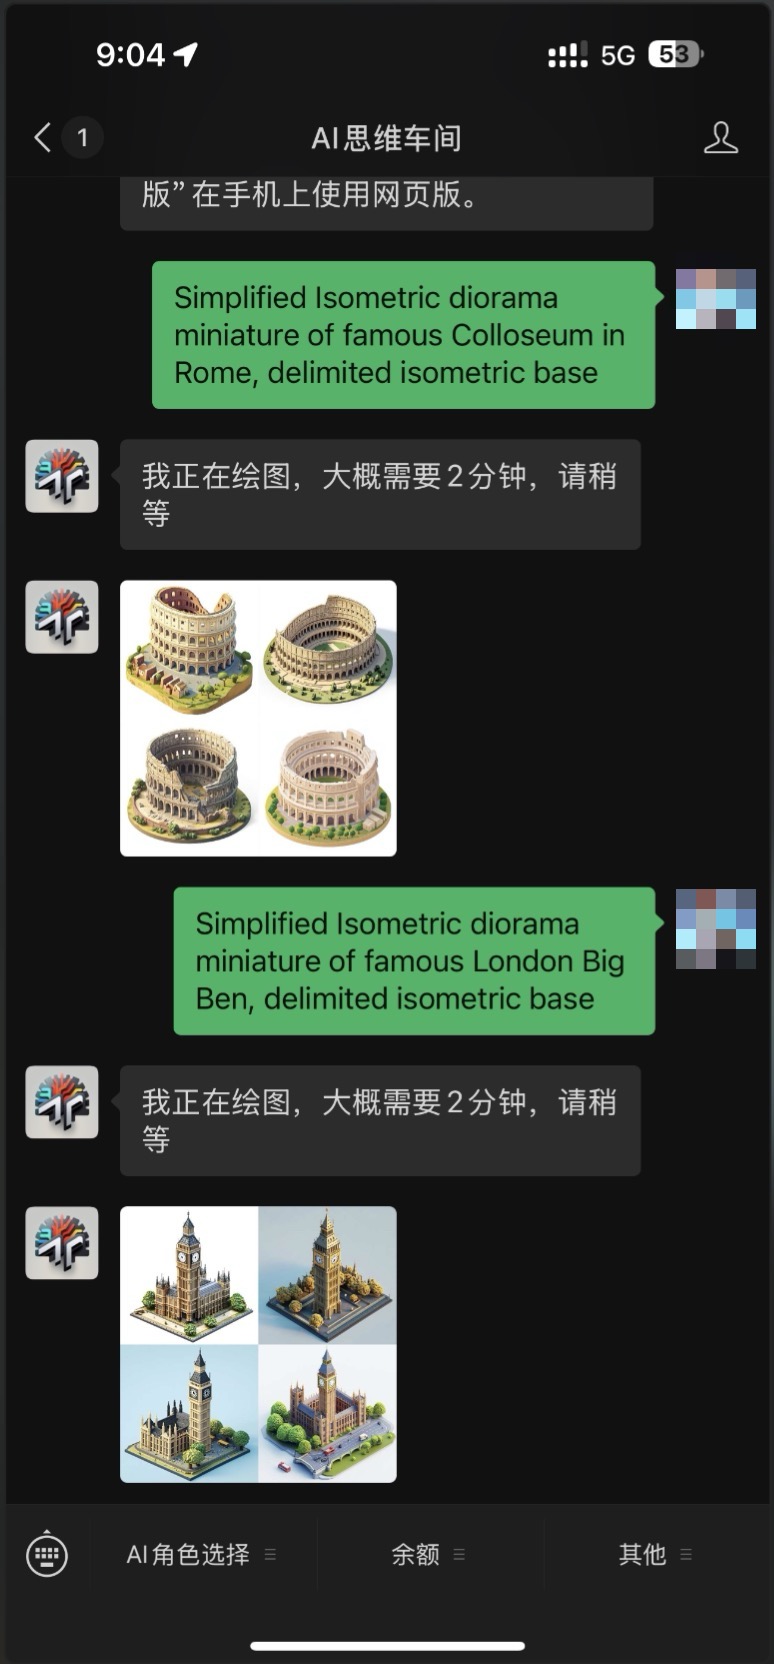 9:04
5G
53
1
AI思维车间
版”在手机上使用网页版。
Simplified Isometric diorama
miniature of famous Colloseum in
Rome, delimited isometric base
我正在绘图，大概需要2分钟，请稍
等
Simplified Isometric diorama
miniature of famous London Big
Ben, delimited isometric base
我正在绘图，大概需要2分钟，请稍
等
AI角色选择
余额
其他